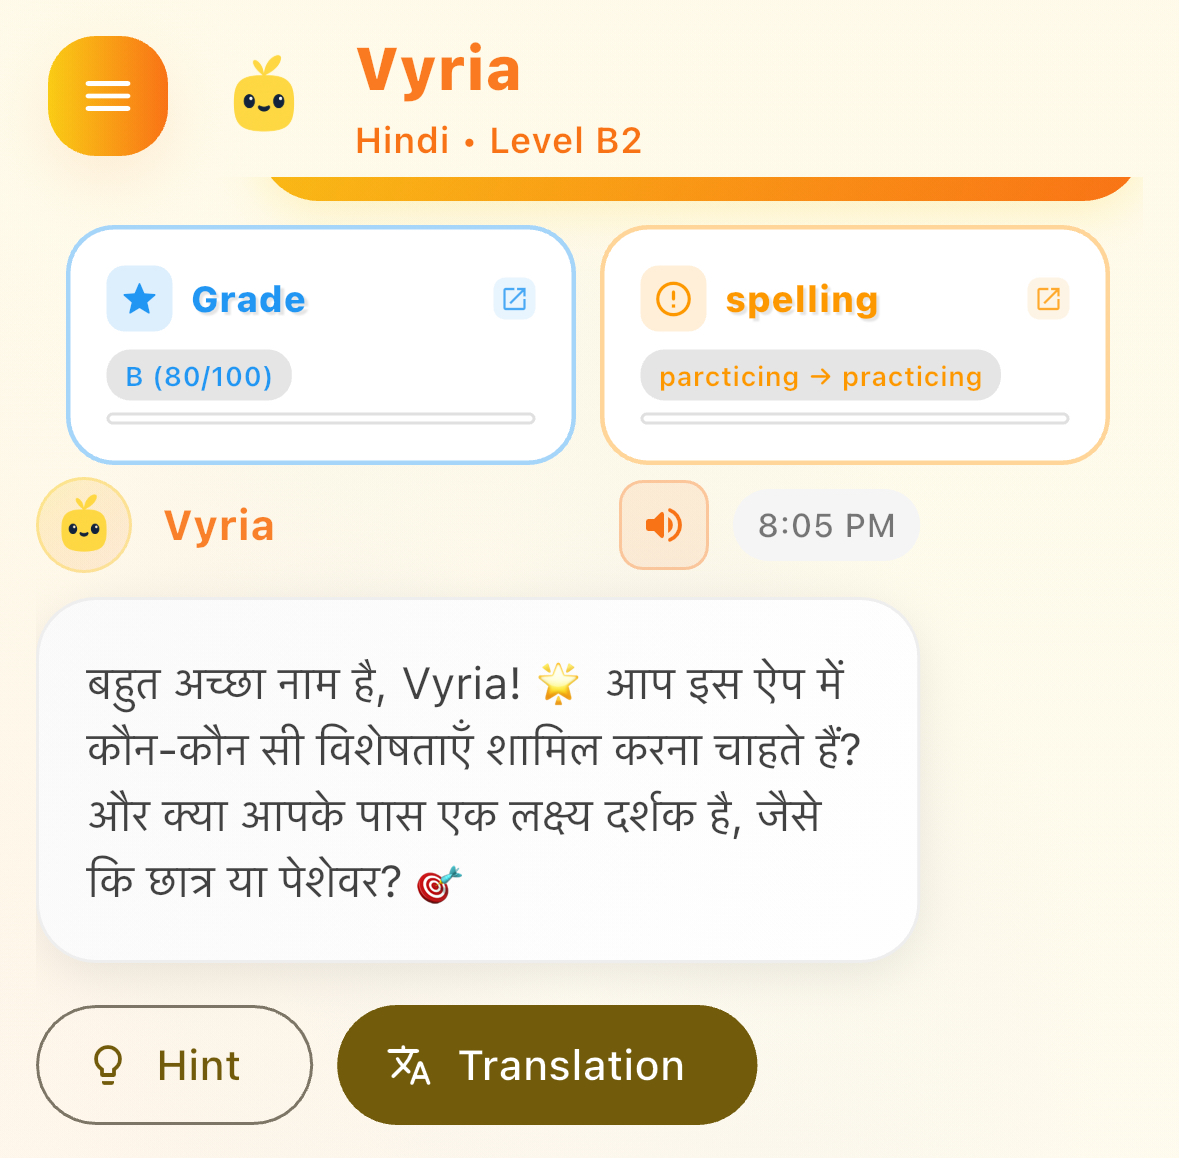 Vyria
Hindi • Level B2
Grade
B (80/100)
spelling
parcticing → practicing
Vyria
8:05 PM
बहुत अच्छा नाम है, Vyria! 🌟 आप इस ऐप में
कौन-कौन सी विशेषताएँ शामिल करना चाहते हैं?
और क्या आपके पास एक लक्ष्य दर्शक है, जैसे
कि छात्र या पेशेवर? 🎯
Hint
Translation